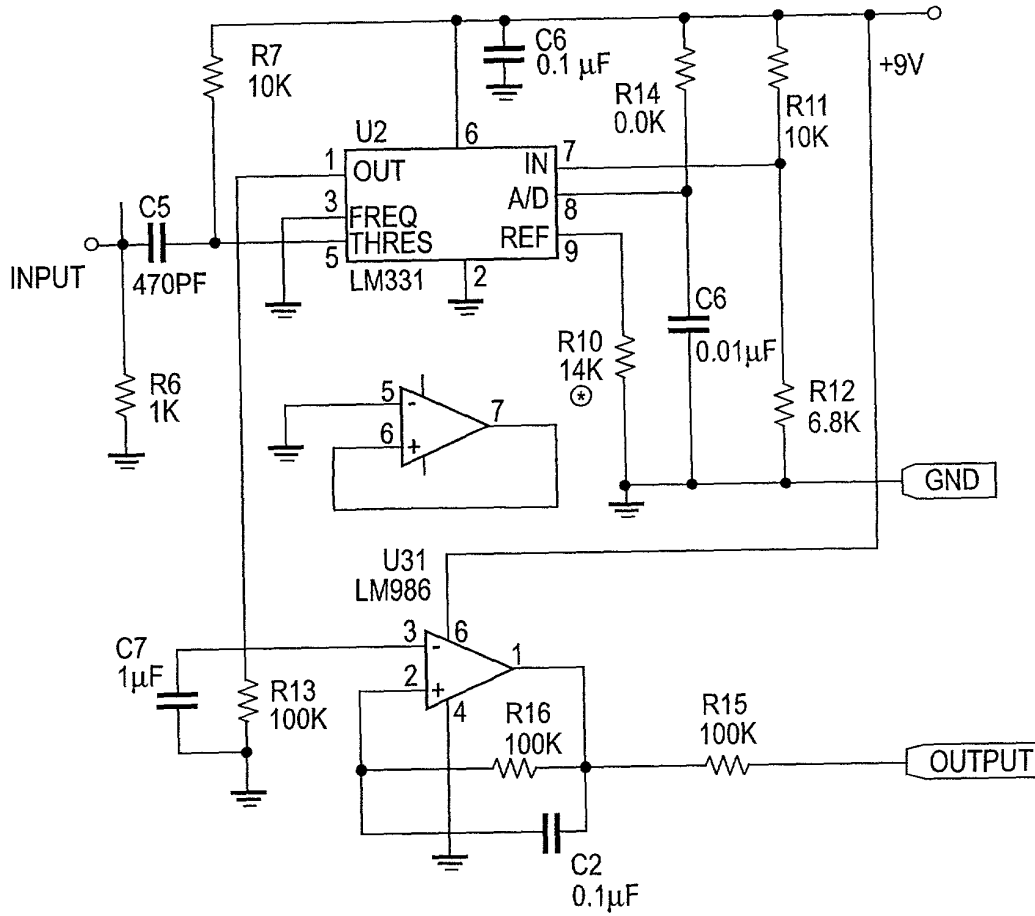 R7
10K
C6
0.1 µF
+9V
R14
0.0K
R11
10K
U2
6
1
OUT
IN
7
3
FREQ
A/D
8
THRES
5
REF
9
2
LM331
C5
INPUT
470PF
R6
1K
C6
0.01µF
R10
14K
*
R12
6.8K
5
-
6
+
7
GND
U31
LM986
3
-
6
2
+
1
4
C7
1µF
R13
100K
R16
100K
R15
100K
OUTPUT
C2
0.1µF